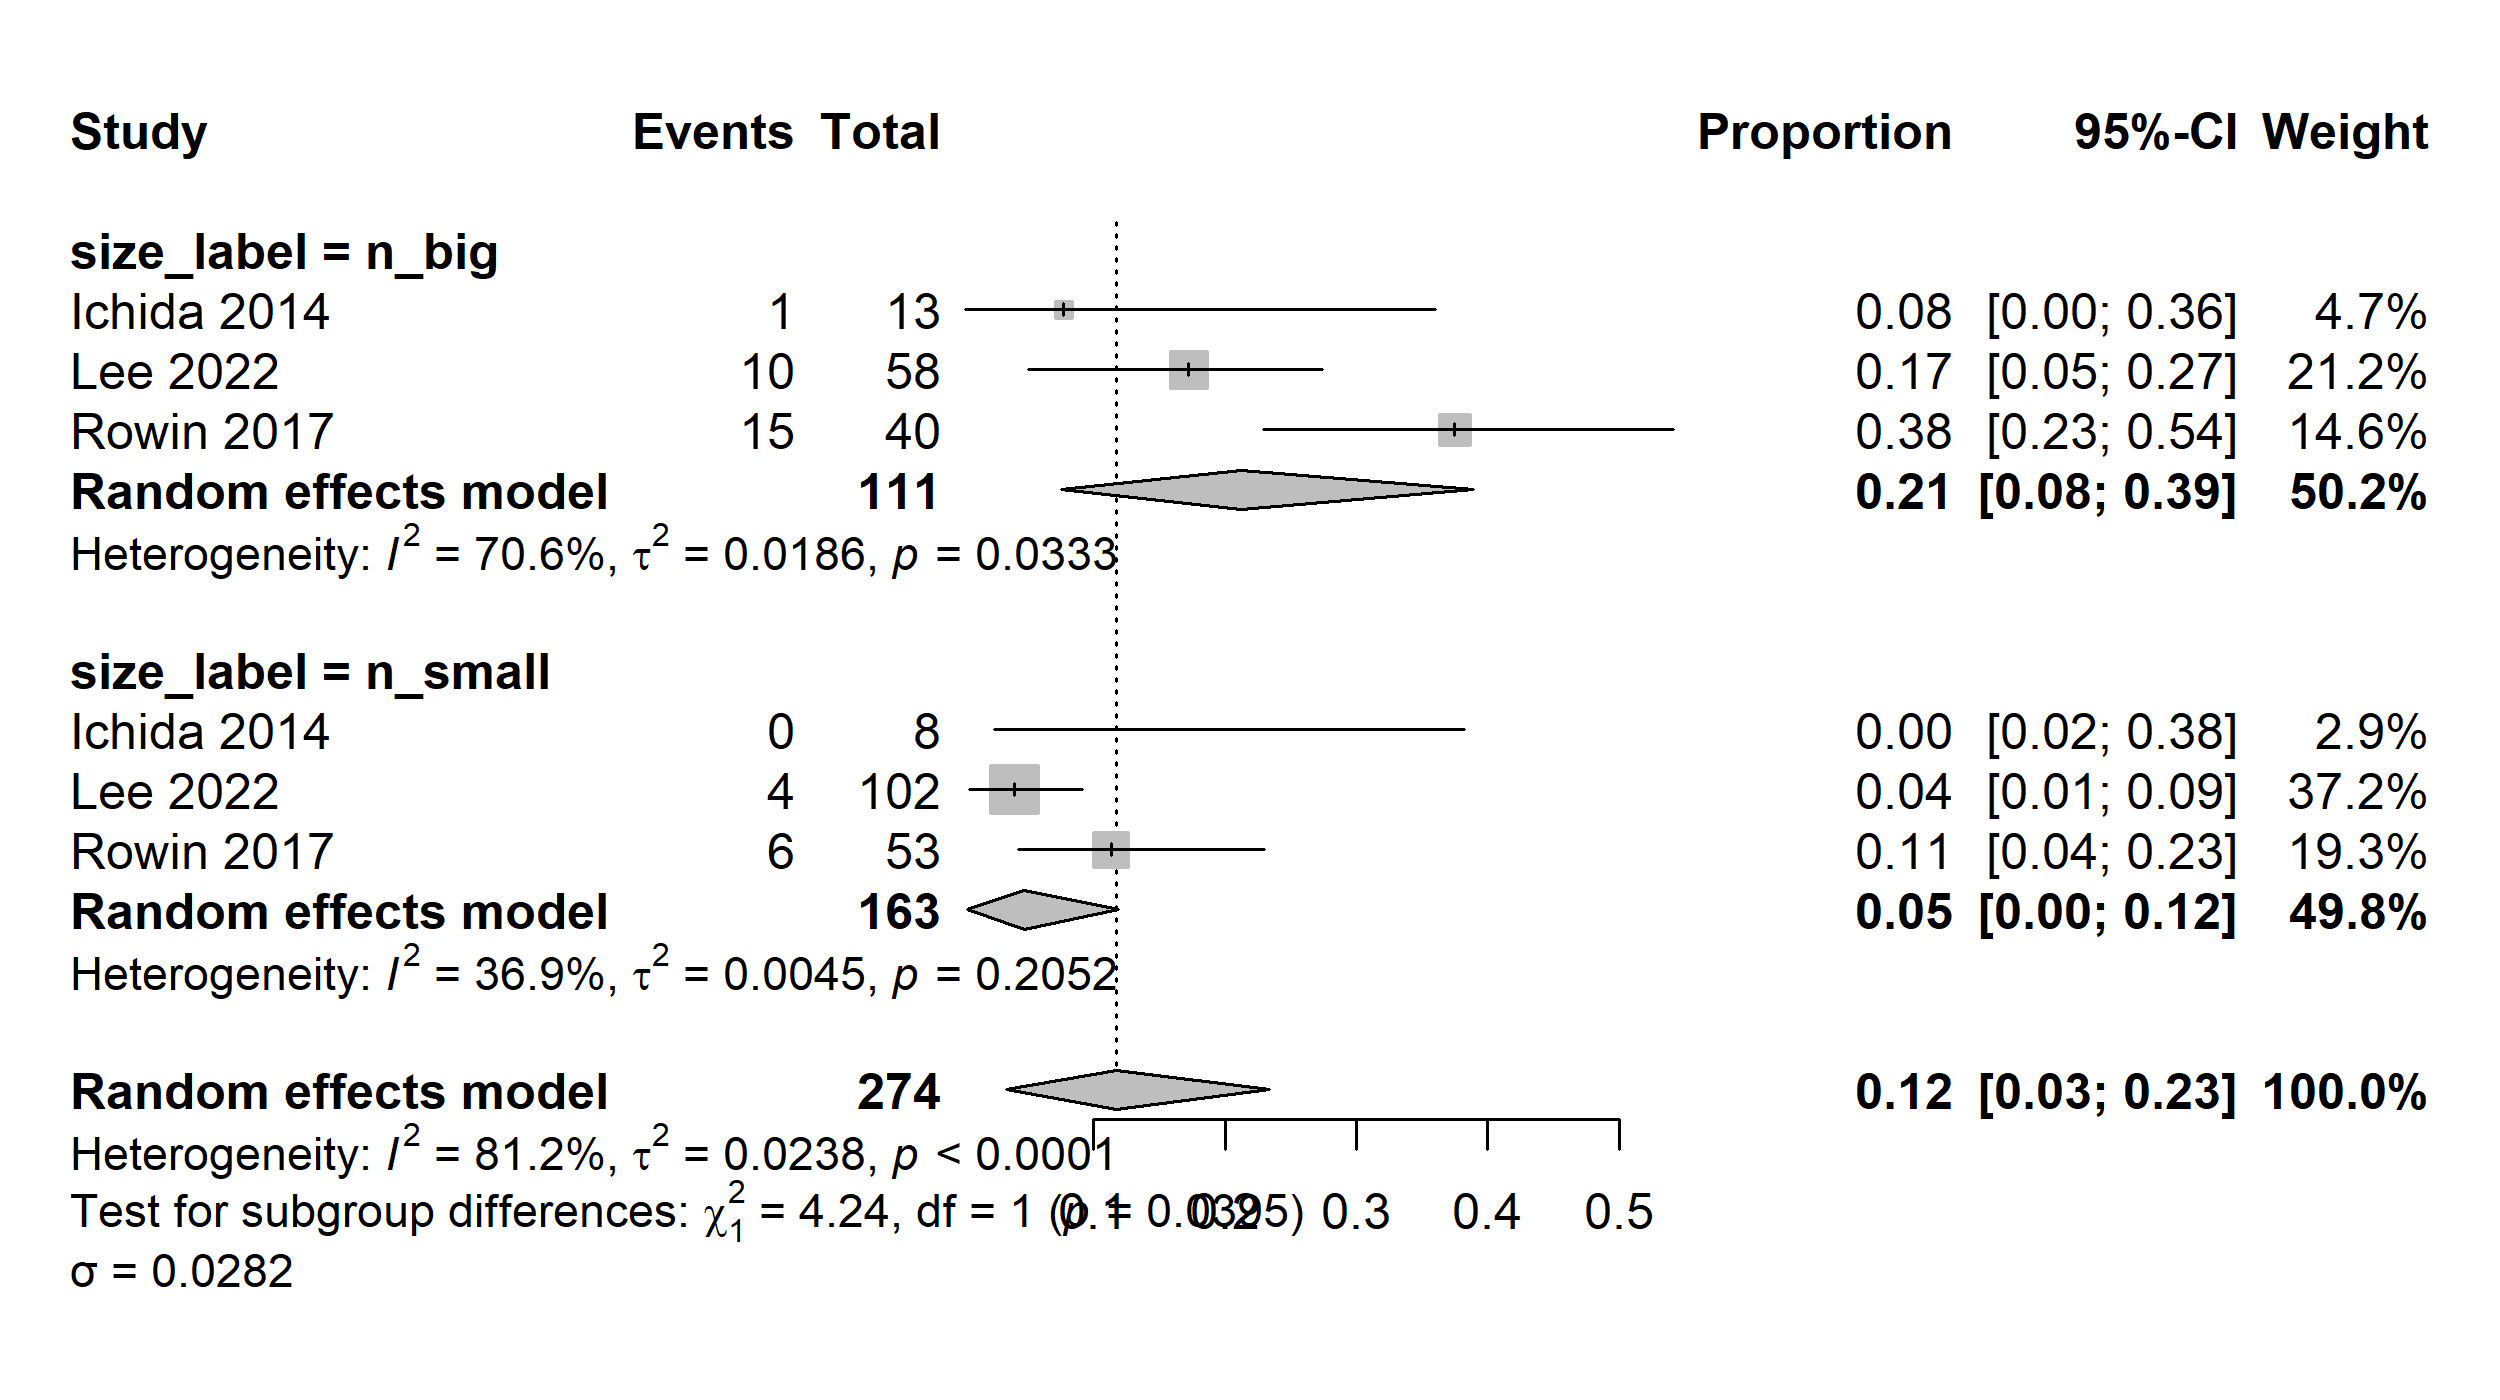 Study Events Total Proportion 95%-CI Weight
size_label = n_big
Ichida 2014 1 13 0.08 [0.00; 0.36] 4.7%
Lee 2022 10 58 0.17 [0.05; 0.27] 21.2%
Rowin 2017 15 40 0.38 [0.23; 0.54] 14.6%
Random effects model 111 0.21 [0.08; 0.39] 50.2%
Heterogeneity: I² = 70.6%, τ² = 0.0186, p = 0.0333
size_label = n_small
Ichida 2014 0 8 0.00 [0.02; 0.38] 2.9%
Lee 2022 4 102 0.04 [0.01; 0.09] 37.2%
Rowin 2017 6 53 0.11 [0.04; 0.23] 19.3%
Random effects model 163 0.05 [0.00; 0.12] 49.8%
Heterogeneity: I² = 36.9%, τ² = 0.0045, p = 0.2052
Random effects model 274 0.12 [0.03; 0.23] 100.0%
Heterogeneity: I² = 81.2%, τ² = 0.0238, p < 0.0001
Test for subgroup differences: χ²₁ = 4.24, df = 1 (p = 0.0395)
0.1 0.2 0.3 0.4 0.5
σ = 0.0282